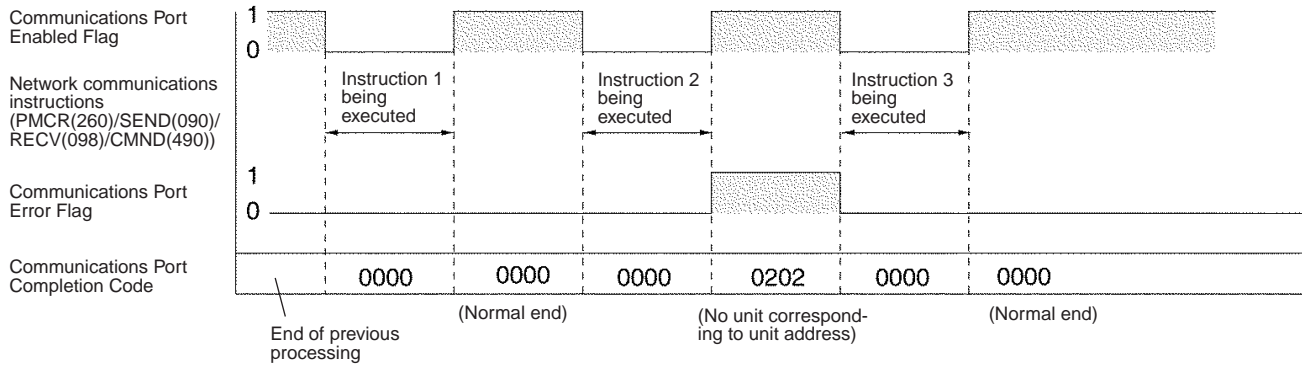 Communications Port
Enabled Flag
1
0
Network communications
instructions
(PMCR(260)/SEND(090)/
RECV(098)/CMND(490))
Instruction 1
being
executed
Instruction 2
being
executed
Instruction 3
being
executed
Communications Port
Error Flag
1
0
Communications Port
Completion Code
0000
0000
0000
0202
0000
0000
(Normal end)
(No unit correspond-
ing to unit address)
(Normal end)
End of previous
processing